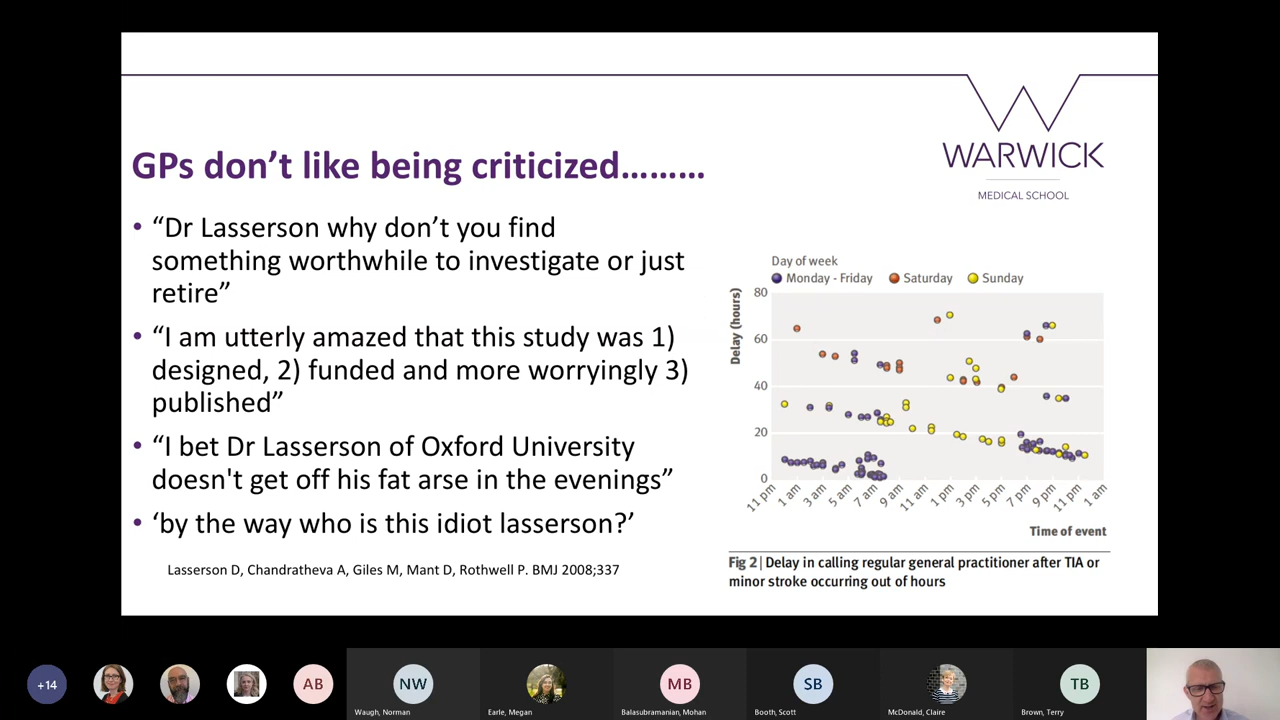 WARWICK
MEDICAL SCHOOL
GPs don’t like being criticized………
• “Dr Lasserson why don’t you find
something worthwhile to investigate or just
retire”
• “I am utterly amazed that this study was 1)
designed, 2) funded and more worryingly 3)
published”
• “I bet Dr Lasserson of Oxford University
doesn't get off his fat arse in the evenings”
• ‘by the way who is this idiot lasserson?’
Lasserson D, Chandratheva A, Giles M, Mant D, Rothwell P. BMJ 2008;337
Day of week
Monday - Friday Saturday Sunday
Delay (hours)
80
60
40
20
0
11 pm 1 am 3 am 5 am 7 am 9 am 11 am 1 pm 3 pm 5 pm 7 pm 9 pm 11 pm 1 am
Time of event
Fig 2 | Delay in calling regular general practitioner after TIA or
minor stroke occurring out of hours
+14 AB NW MB SB TB
Waugh, Norman Earle, Megan Balasubramanian, Mohan Booth, Scott McDonald, Claire Brown, Terry